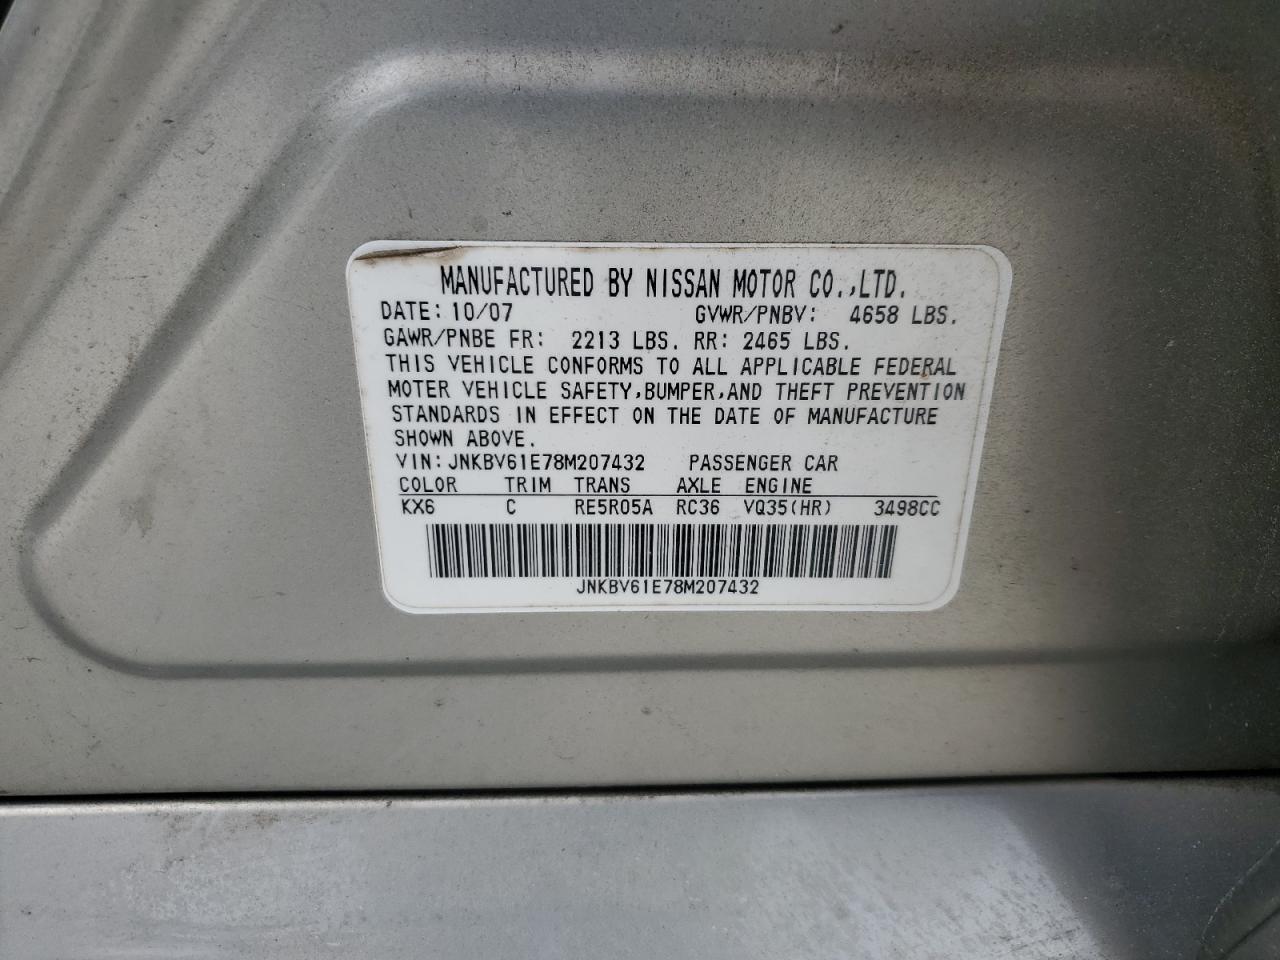 MANUFACTURED BY NISSAN MOTOR CO.,LTD.
DATE: 10/07 GVWR/PNBV: 4658 LBS.
GAWR/PNBE FR: 2213 LBS. RR: 2465 LBS.
THIS VEHICLE CONFORMS TO ALL APPLICABLE FEDERAL
MOTER VEHICLE SAFETY,BUMPER,AND THEFT PREVENTION
STANDARDS IN EFFECT ON THE DATE OF MANUFACTURE
SHOWN ABOVE.
VIN: JNKBV61E78M207432 PASSENGER CAR
COLOR TRIM TRANS AXLE ENGINE
KX6 C RE5R05A RC36 VQ35(HR) 3498CC
JNKBV61E78M207432